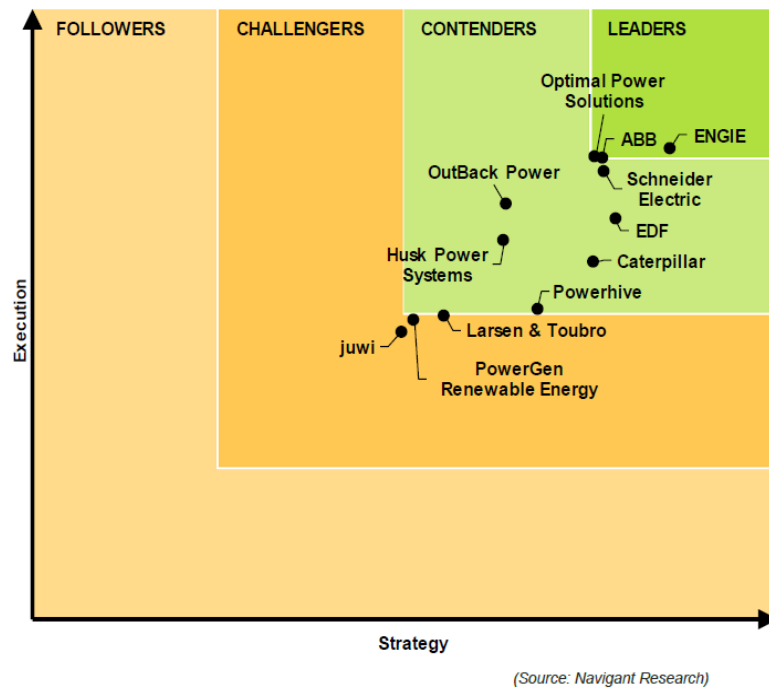 FOLLOWERS
CHALLENGERS
CONTENDERS
LEADERS
Optimal Power
Solutions
ABB
ENGIE
OutBack Power
Schneider
Electric
EDF
Husk Power
Systems
Caterpillar
Powerhive
Larsen & Toubro
juwi
PowerGen
Renewable Energy
Execution
Strategy
(Source: Navigant Research)